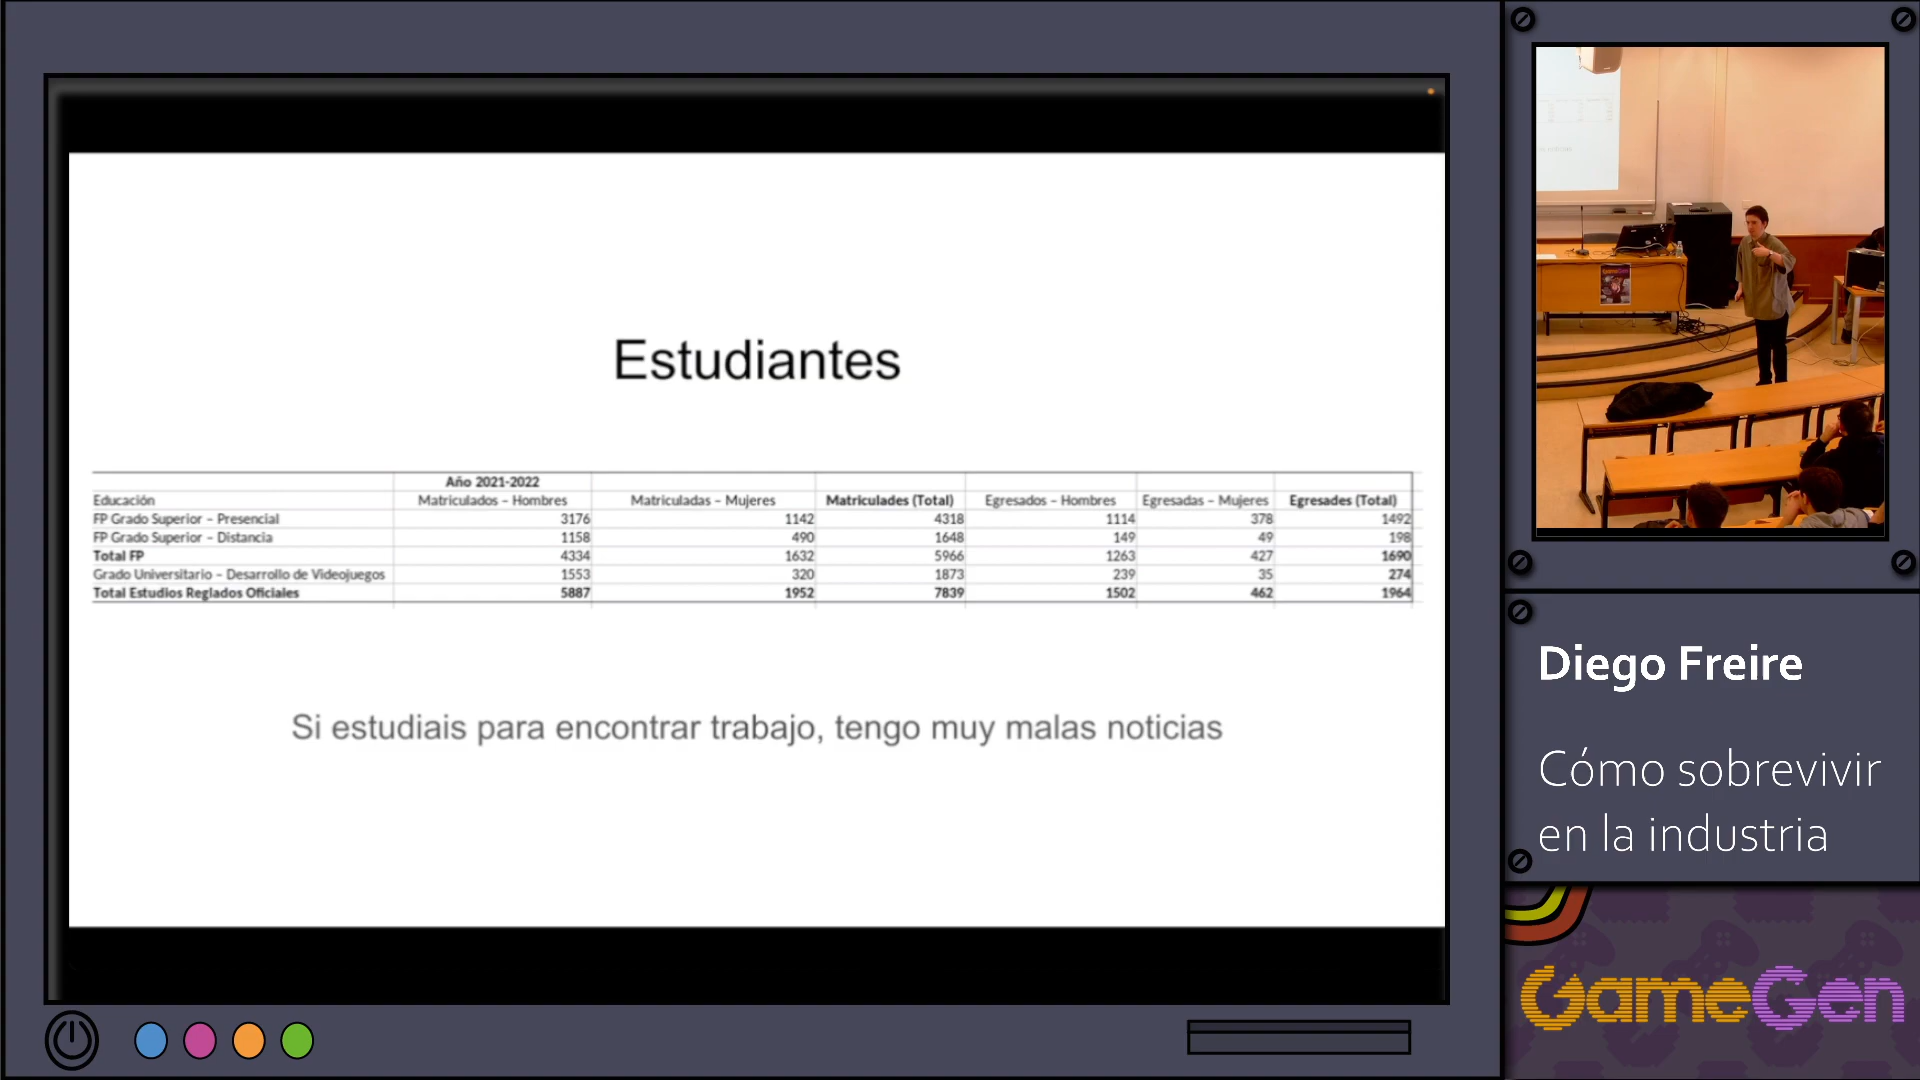 Estudiantes
Año 2021-2022
Educación Matriculados – Hombres Matriculadas – Mujeres Matriculades (Total) Egresados – Hombres Egresadas – Mujeres Egresades (Total)
FP Grado Superior – Presencial 3176 1142 4318 1114 378 1492
FP Grado Superior – Distancia 1158 490 1648 149 49 198
Total FP 4334 1632 5966 1263 427 1690
Grado Universitario – Desarrollo de Videojuegos 1553 320 1873 239 35 274
Total Estudios Reglados Oficiales 5887 1952 7839 1502 462 1964
Si estudiais para encontrar trabajo, tengo muy malas noticias
Diego Freire
Cómo sobrevivir
en la industria
GameGen